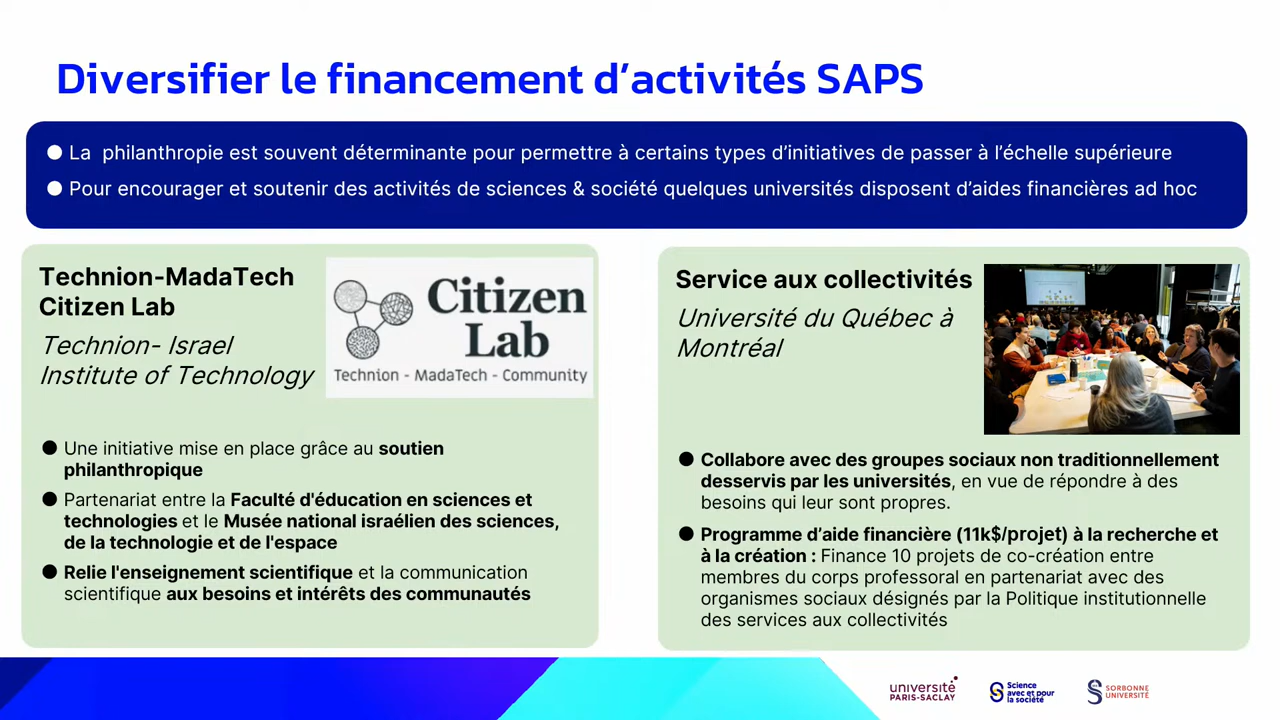 Diversifier le financement d’activités SAPS
● La  philanthropie est souvent déterminante pour permettre à certains types d’initiatives de passer à l’échelle supérieure
● Pour encourager et soutenir des activités de sciences & société quelques universités disposent d’aides financières ad hoc
Technion-MadaTech
Citizen Lab
Technion- Israel
Institute of Technology
Citizen
Lab
Technion - MadaTech - Community
● Une initiative mise en place grâce au soutien
philanthropique
● Partenariat entre la Faculté d'éducation en sciences et
technologies et le Musée national israélien des sciences,
de la technologie et de l'espace
● Relie l'enseignement scientifique et la communication
scientifique aux besoins et intérêts des communautés
Service aux collectivités
Université du Québec à
Montréal
● Collabore avec des groupes sociaux non traditionnellement
desservis par les universités, en vue de répondre à des
besoins qui leur sont propres.
● Programme d’aide financière (11k$/projet) à la recherche et
à la création : Finance 10 projets de co-création entre
membres du corps professoral en partenariat avec des
organismes sociaux désignés par la Politique institutionnelle
des services aux collectivités
université
PARIS-SACLAY
Science
avec et pour
la société
SORBONNE
UNIVERSITÉ